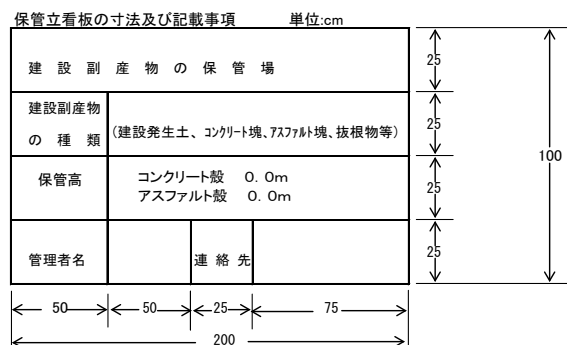 保管立看板の寸法及び記載事項 単位:cm
建設副産物の保管場
建設副産物
の種類
(建設発生土、コンクリート塊、アスファルト塊、抜根物等)
保管高
コンクリート殻 0.0m
アスファルト殻 0.0m
管理者名
連絡先
25
25
25
25
100
50
50
25
75
200